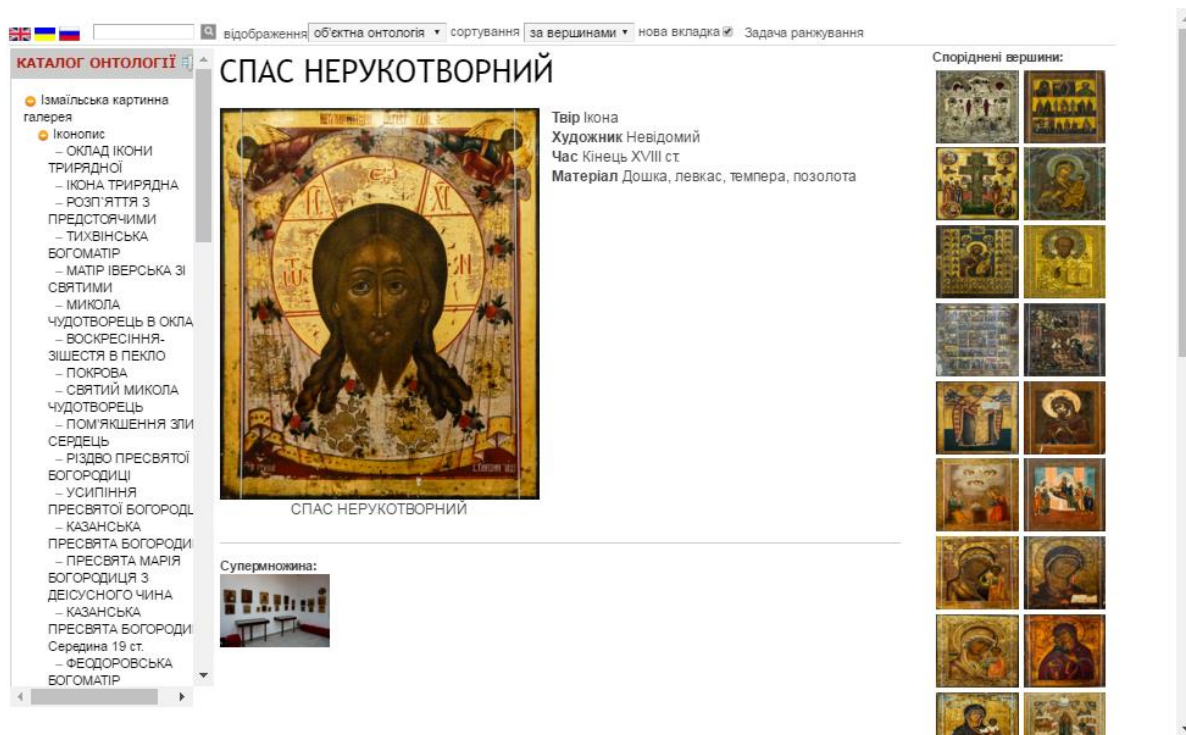 відображення об'єктна онтологія сортування за вершинами нова вкладка Задача ранжування
КАТАЛОГ ОНТОЛОГІЇ
Ізмаїльська картинна
галерея
Іконопис
– ОКЛАД ІКОНИ
ТРИРЯДНОЇ
– ІКОНА ТРИРЯДНА
– РОЗП`ЯТТЯ З
ПРЕДСТОЯЧИМИ
– ТИХВІНСЬКА
БОГОМАТІР
– МАТІР ІВЕРСЬКА ЗІ
СВЯТИМИ
– МИКОЛА
ЧУДОТВОРЕЦЬ В ОКЛА
– ВОСКРЕСІННЯ-
ЗІШЕСТЯ В ПЕКЛО
– ПОКРОВА
– СВЯТИЙ МИКОЛА
ЧУДОТВОРЕЦЬ
– ПОМ'ЯКШЕННЯ ЗЛИ
СЕРДЕЦЬ
– РІЗДВО ПРЕСВЯТОЇ
БОГОРОДИЦІ
– УСИПІННЯ
ПРЕСВЯТОЇ БОГОРОДИ
– КАЗАНСЬКА
ПРЕСВЯТА БОГОРОДИ
– ПРЕСВЯТА МАРІЯ
БОГОРОДИЦЯ З
ДЕІСУСНОГО ЧИНА
– КАЗАНСЬКА
ПРЕСВЯТА БОГОРОДИ
Середина 19 ст.
– ФЕОДОРОВСЬКА
БОГОМАТІР
СПАС НЕРУКОТВОРНИЙ
Твір Ікона
Художник Невідомий
Час Кінець XVIII ст.
Матеріал Дошка, левкас, темпера, позолота
СПАС НЕРУКОТВОРНИЙ
Супермножина:
Споріднені вершини: